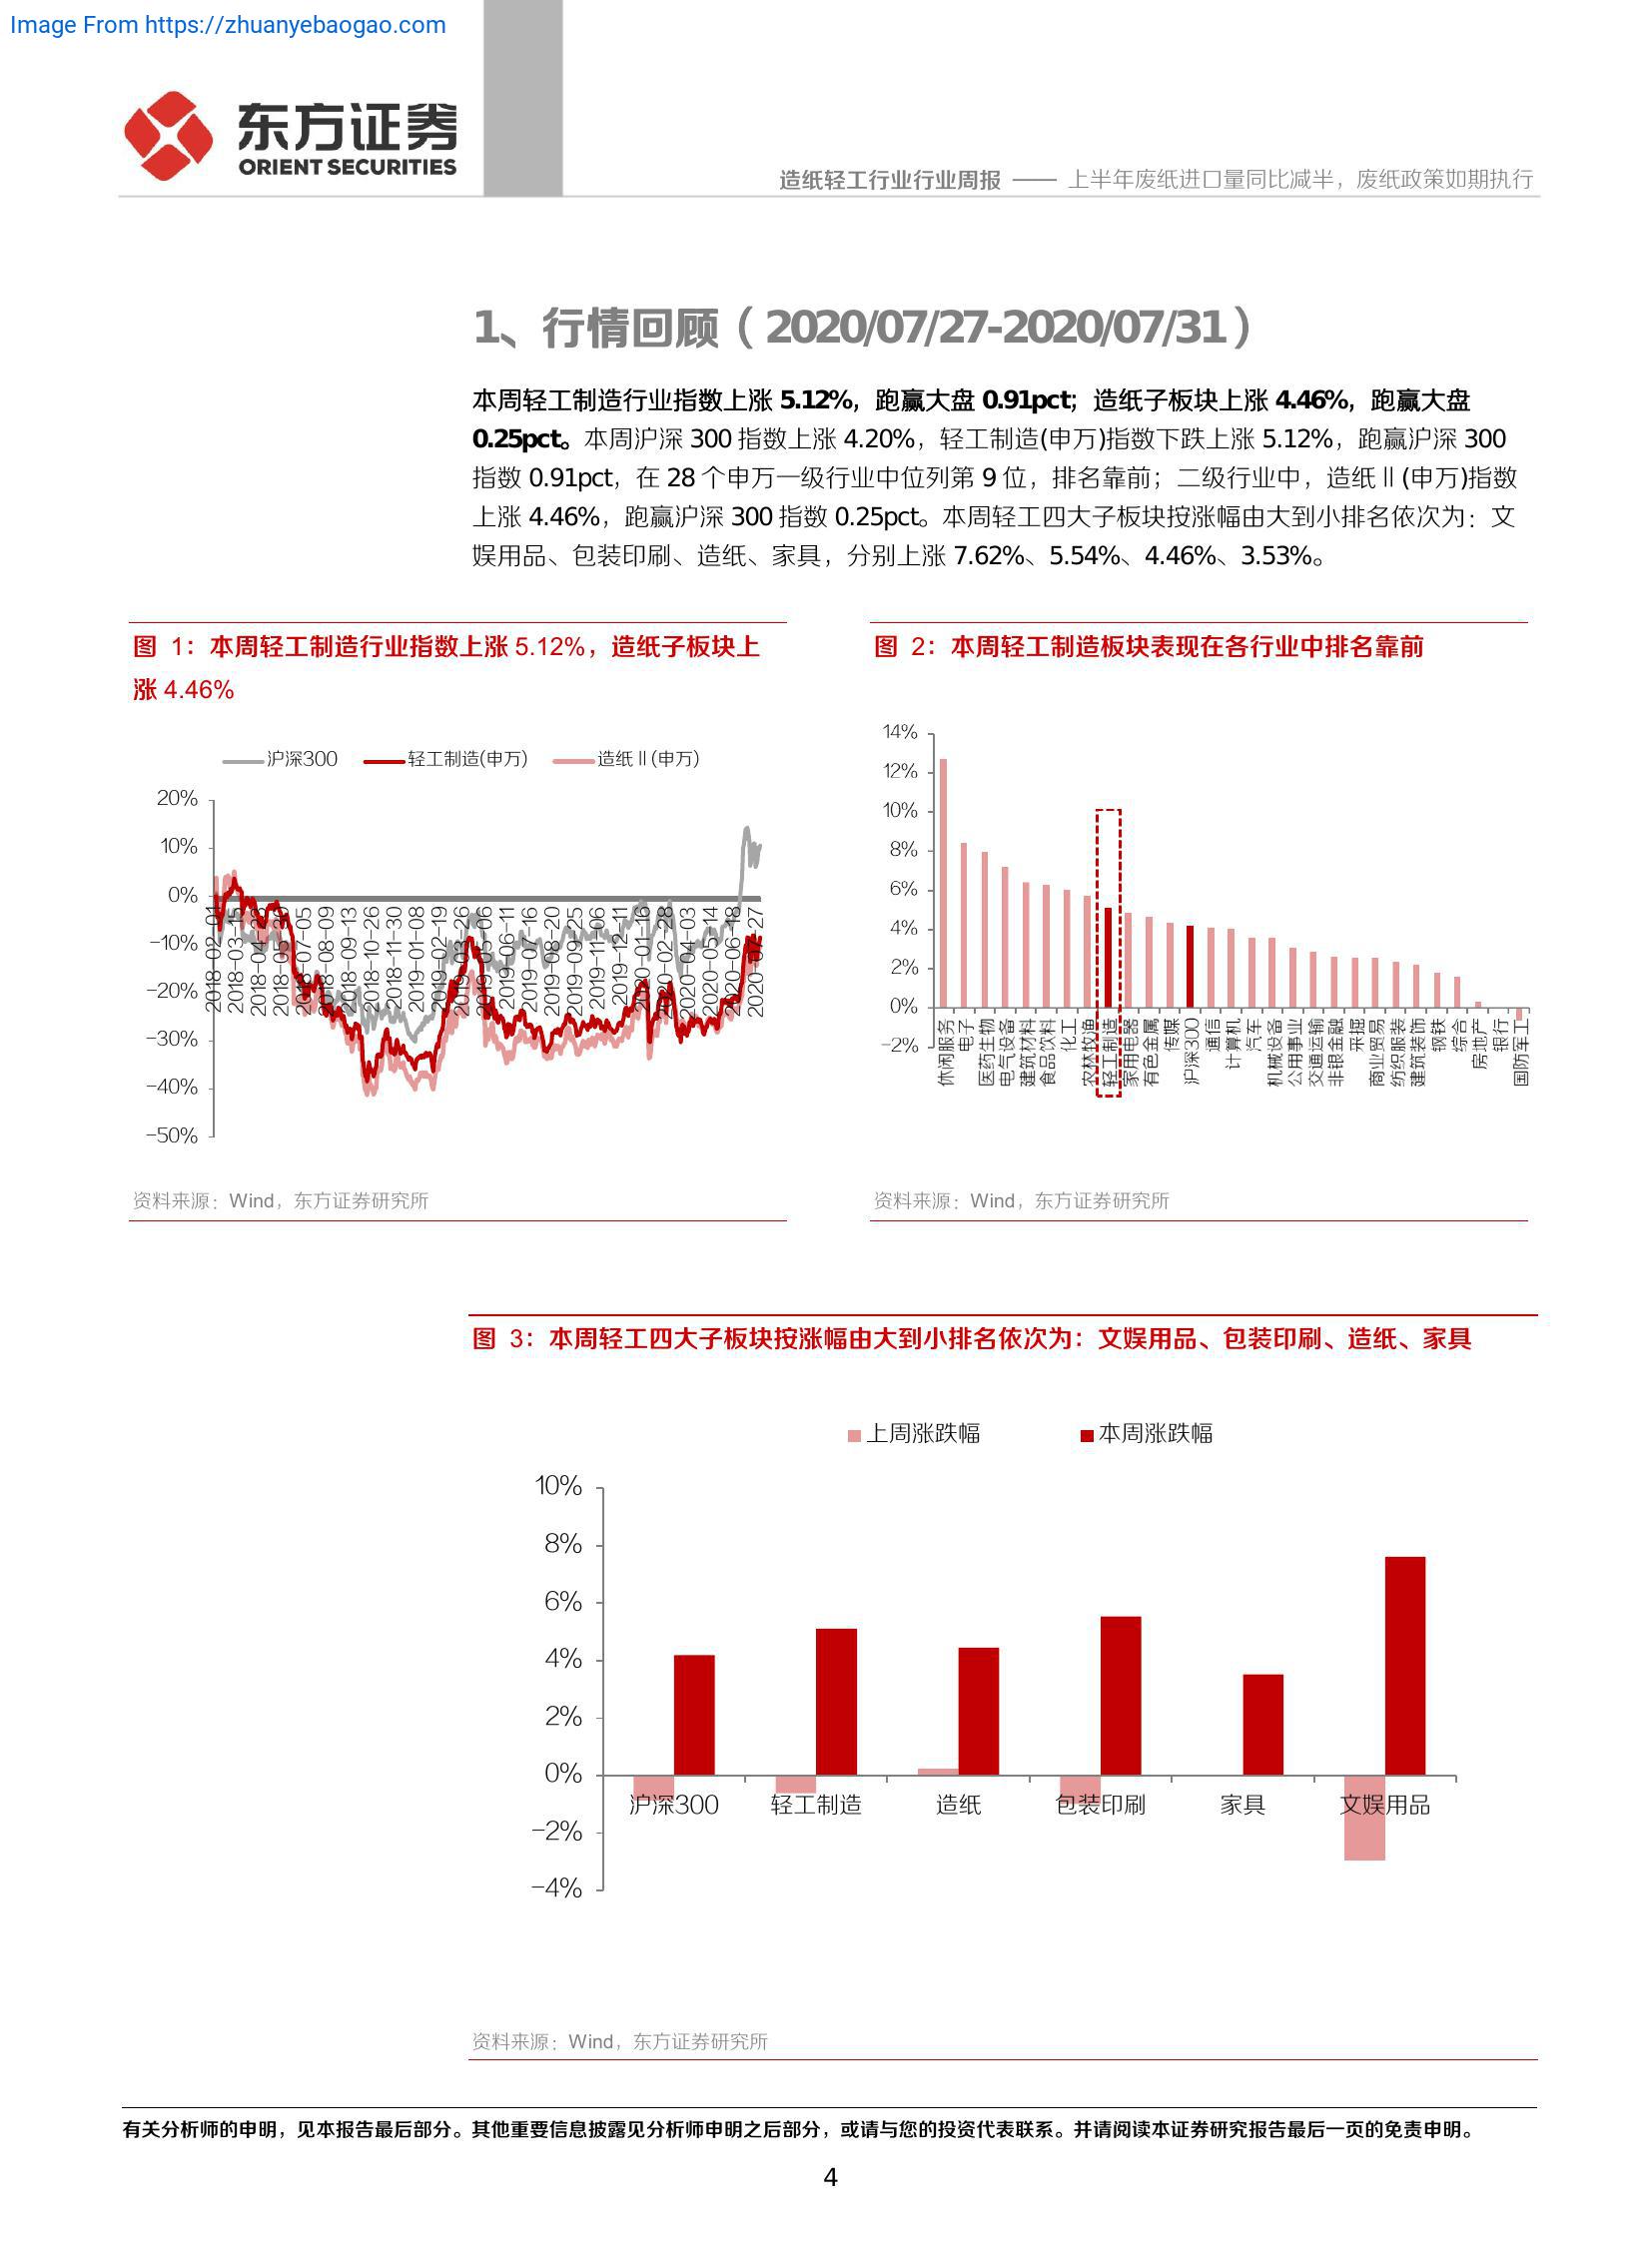 Image From https://zhuanyebaogao.com
东方证券
ORIENT SECURITIES
造纸轻工行业行业周报 —— 上半年废纸进口量同比减半，废纸政策如期执行
1、行情回顾（2020/07/27-2020/07/31）
本周轻工制造行业指数上涨 5.12%，跑赢大盘 0.91pct；造纸子板块上涨 4.46%，跑赢大盘
0.25pct。本周沪深 300 指数上涨 4.20%，轻工制造(申万)指数下跌上涨 5.12%，跑赢沪深 300
指数 0.91pct，在 28 个申万一级行业中位列第 9 位，排名靠前；二级行业中，造纸Ⅱ(申万)指数
上涨 4.46%，跑赢沪深 300 指数 0.25pct。本周轻工四大子板块按涨幅由大到小排名依次为：文
娱用品、包装印刷、造纸、家具，分别上涨 7.62%、5.54%、4.46%、3.53%。
图 1：本周轻工制造行业指数上涨 5.12%，造纸子板块上
涨 4.46%
沪深300 轻工制造(申万) 造纸Ⅱ(申万)
20%
10%
0%
-10%
-20%
-30%
-40%
-50%
2018-02-01
2018-03-15
2018-07-05
2018-08-09
2018-09-13
2018-10-26
2018-11-30
2019-01-08
2019-02-19
2019-03-26
2019-05-06
2019-06-11
2019-07-16
2019-08-20
2019-09-25
2019-11-06
2019-12-11
2020-01-16
2020-02-28
2020-04-03
2020-05-14
2020-06-18
2020-07-27
资料来源：Wind，东方证券研究所
图 2：本周轻工制造板块表现在各行业中排名靠前
14%
12%
10%
8%
6%
4%
2%
0%
-2%
休闲服务
电子
医药生物
电气设备
建筑材料
食品饮料
化工
农林牧渔
轻工制造
家用电器
有色金属
传媒
沪深300
通信
计算机
汽车
机械设备
公用事业
交通运输
非银金融
采掘
商业贸易
纺织服装
建筑装饰
钢铁
综合
房地产
银行
国防军工
资料来源：Wind，东方证券研究所
图 3：本周轻工四大子板块按涨幅由大到小排名依次为：文娱用品、包装印刷、造纸、家具
上周涨跌幅 本周涨跌幅
10%
8%
6%
4%
2%
0%
-2%
-4%
沪深300 轻工制造 造纸 包装印刷 家具 文娱用品
资料来源：Wind，东方证券研究所
有关分析师的申明，见本报告最后部分。其他重要信息披露见分析师申明之后部分，或请与您的投资代表联系。并请阅读本证券研究报告最后一页的免责申明。
4